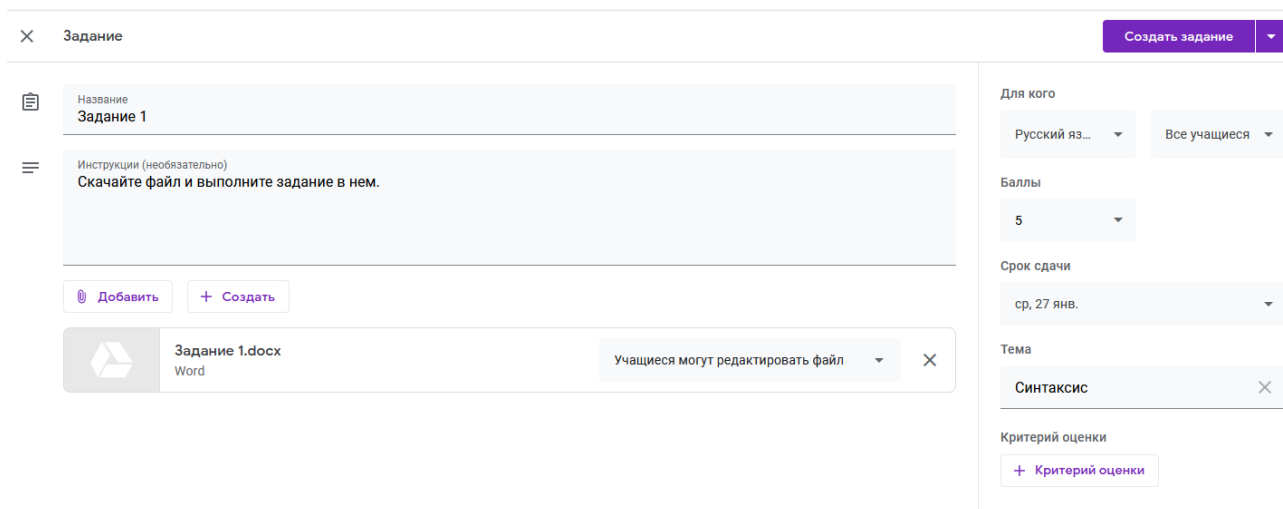 Задание
Создать задание
Название
Задание 1
Инструкции (необязательно)
Скачайте файл и выполните задание в нем.
Добавить
Создать
Задание 1.docx
Word
Учащиеся могут редактировать файл
Для кого
Русский яз...
Все учащиеся
Баллы
5
Срок сдачи
ср, 27 янв.
Тема
Синтаксис
Критерий оценки
+ Критерий оценки